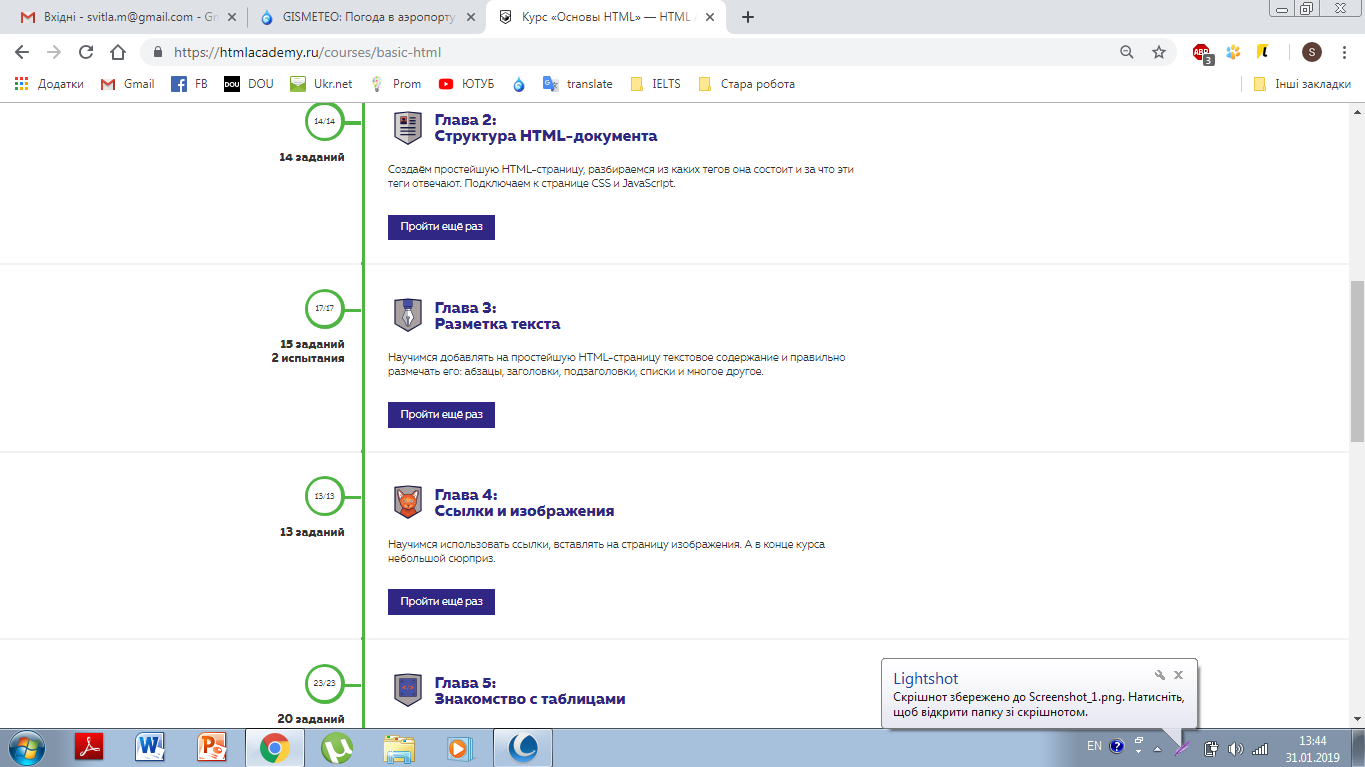 Вхідні - svitla.m@gmail.com - Gm
GISMETEO: Погода в аэропорту
Курс «Основы HTML» — HTML A
https://htmlacademy.ru/courses/basic-html
ABP
3
S
Додатки
Gmail
FB
DOU
DOU
Ukr.net
Prom
ЮТУБ
translate
IELTS
Стара робота
Інші закладки
14/14
14 заданий
Глава 2:
Структура HTML-документа
Создаём простейшую HTML-страницу, разбираемся из каких тегов она состоит и за что эти
теги отвечают. Подключаем к странице CSS и JavaScript.
Пройти ещё раз
17/17
15 заданий
2 испытания
Глава 3:
Разметка текста
Научимся добавлять на простейшую HTML-страницу текстовое содержание и правильно
размечать его: абзацы, заголовки, подзаголовки, списки и многое другое.
Пройти ещё раз
13/13
13 заданий
Глава 4:
Ссылки и изображения
Научимся использовать ссылки, вставлять на страницу изображения. А в конце курса
небольшой сюрприз.
Пройти ещё раз
23/23
20 заданий
Глава 5:
Знакомство с таблицами
Lightshot
Скрішнот збережено до Screenshot_1.png. Натисніть,
щоб відкрити папку зі скрішнотом.
EN
13:44
31.01.2019